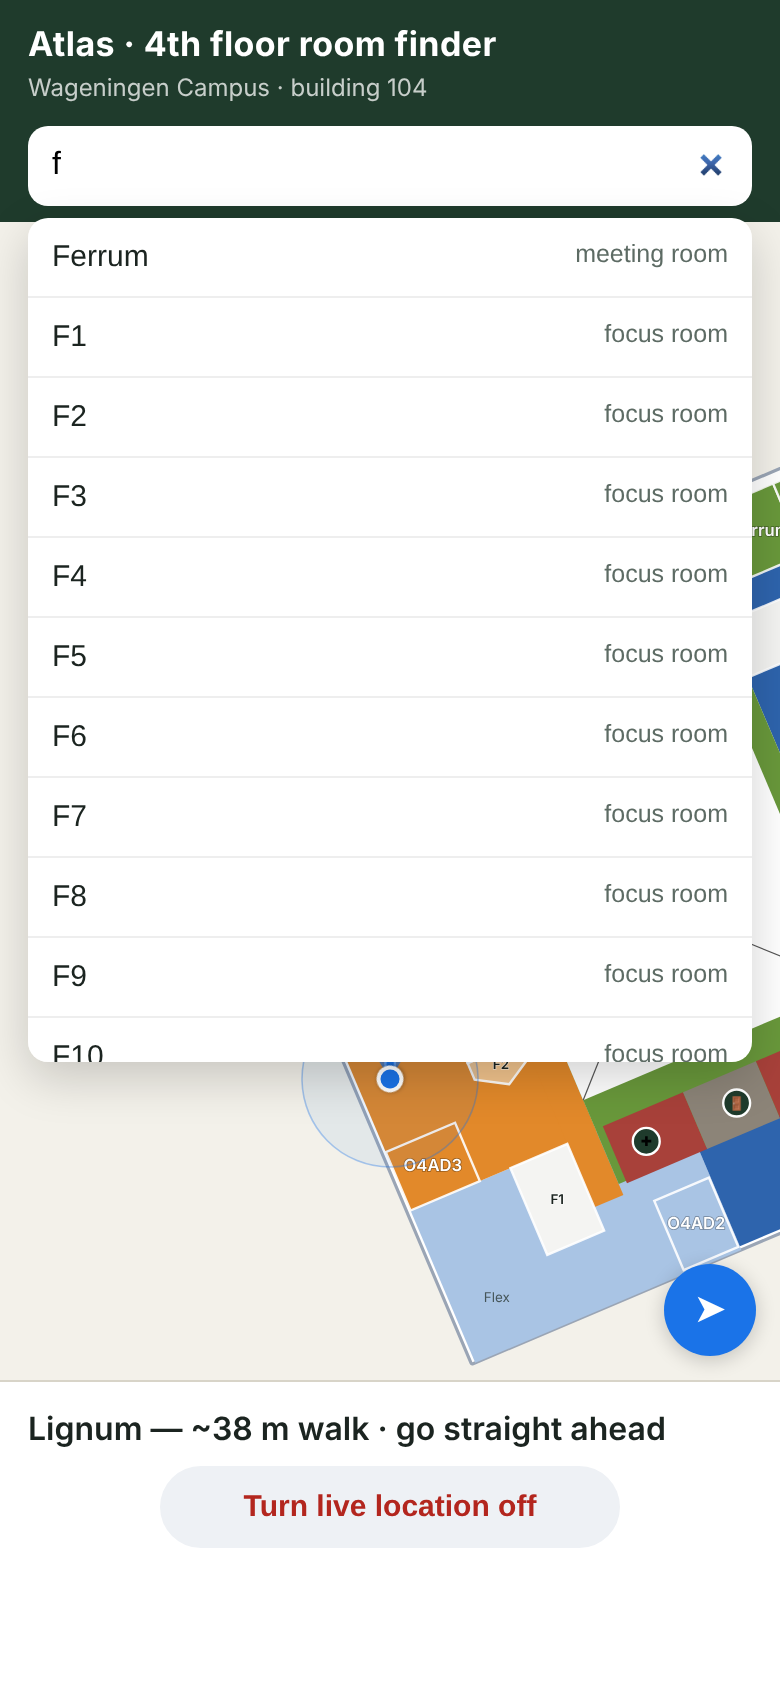 Atlas · 4th floor room finder
Wageningen Campus · building 104
f
Ferrum meeting room
F1 focus room
F2 focus room
F3 focus room
F4 focus room
F5 focus room
F6 focus room
F7 focus room
F8 focus room
F9 focus room
F10 focus room
rrur
F2
O4AD3
F1
O4AD2
Flex
Lignum — ~38 m walk · go straight ahead
Turn live location off